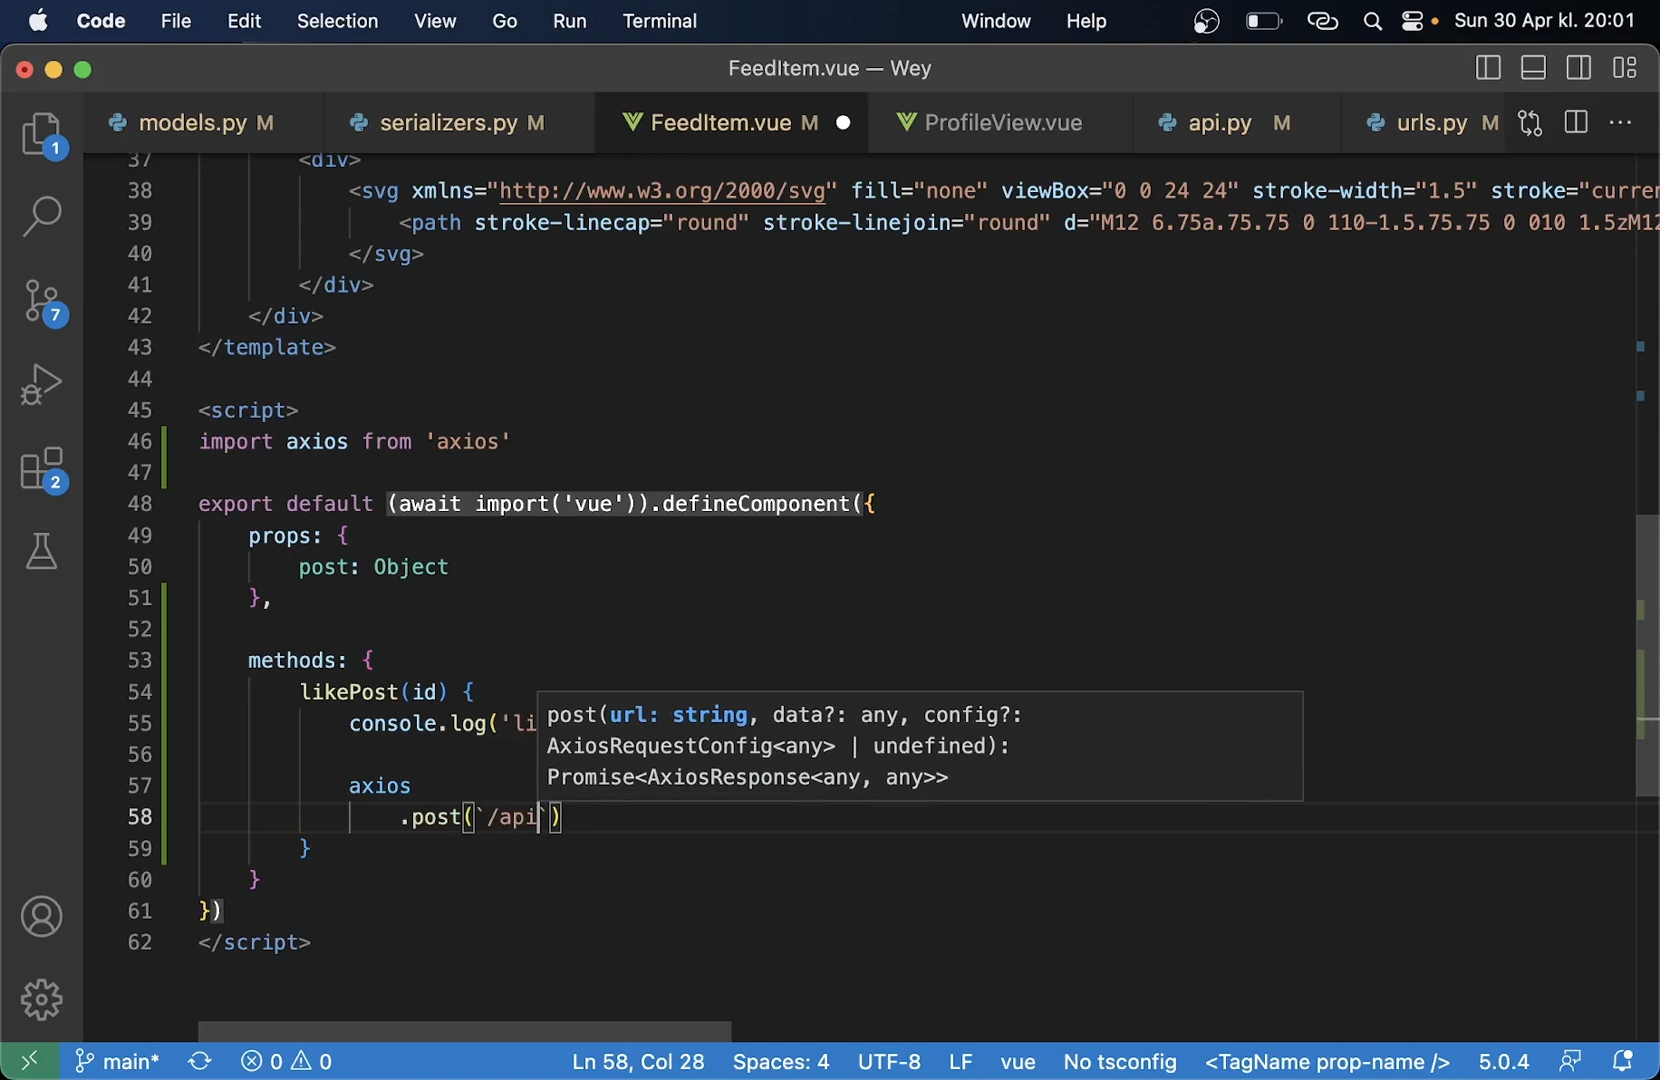 Code File Edit Selection View Go Run Terminal Window Help Sun 30 Apr kl. 20:01
FeedItem.vue — Wey
models.py M serializers.py M FeedItem.vue M ProfileView.vue api.py M urls.py M ···
1
7
2
37 <div>
38 <svg xmlns="http://www.w3.org/2000/svg" fill="none" viewBox="0 0 24 24" stroke-width="1.5" stroke="curren
39 <path stroke-linecap="round" stroke-linejoin="round" d="M12 6.75a.75.75 0 110-1.5.75.75 0 010 1.5zM12
40 </svg>
41 </div>
42 </div>
43 </template>
44
45 <script>
46 import axios from 'axios'
47
48 export default (await import('vue')).defineComponent({
49 props: {
50 post: Object
51 },
52
53 methods: {
54 likePost(id) {
55 console.log('li
post(url: string, data?: any, config?:
56 AxiosRequestConfig<any> | undefined):
57 axios
Promise<AxiosResponse<any, any>>
58 .post(`/api`)
59 }
60 }
61 })
62 </script>
main* 0 0 Ln 58, Col 28 Spaces: 4 UTF-8 LF vue No tsconfig <TagName prop-name /> 5.0.4